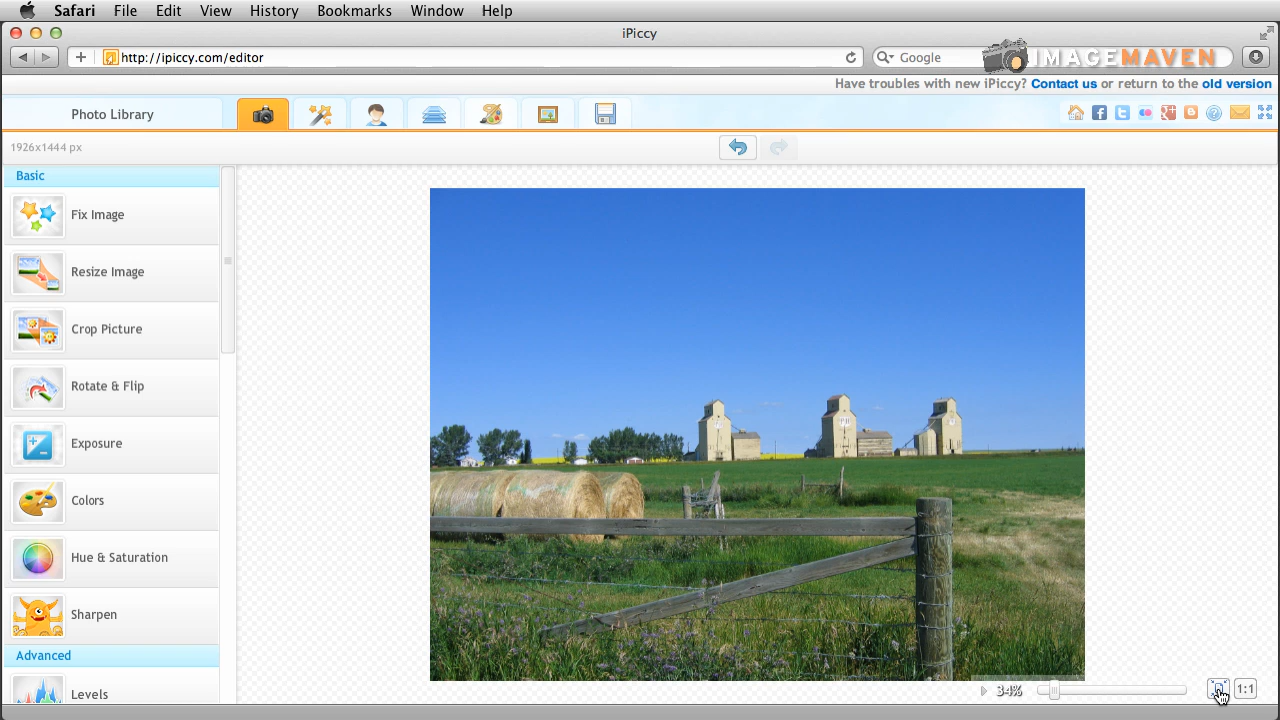 Safari File Edit View History Bookmarks Window Help
iPiccy
http://ipiccy.com/editor
Google
IMAGEMAVEN
Have troubles with new iPiccy? Contact us or return to the old version
Photo Library
1926x1444 px
Basic
Fix Image
Resize Image
Crop Picture
Rotate & Flip
Exposure
Colors
Hue & Saturation
Sharpen
Advanced
Levels
34%
1:1